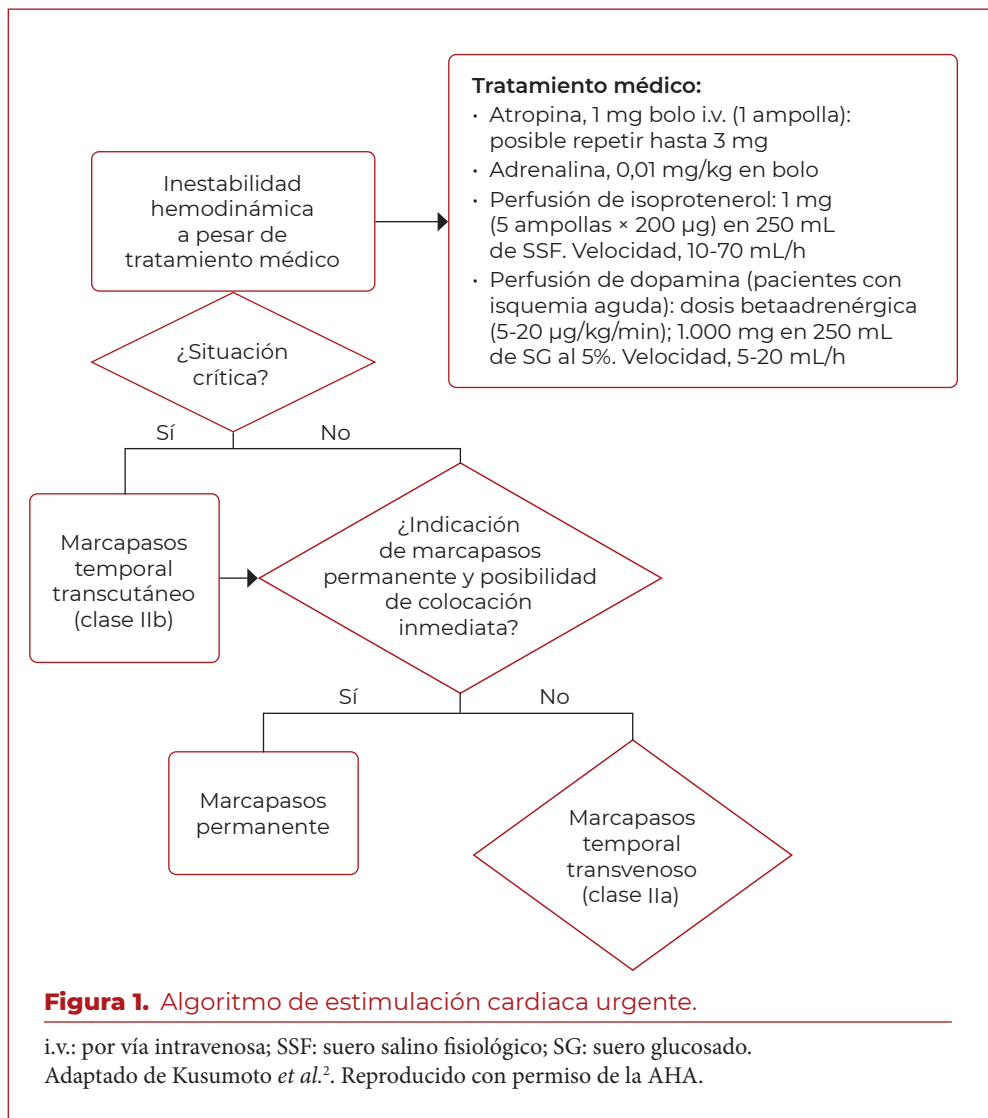 Tratamiento médico:
· Atropina, 1 mg bolo i.v. (1 ampolla):
posible repetir hasta 3 mg
· Adrenalina, 0,01 mg/kg en bolo
· Perfusión de isoprotenerol: 1 mg
(5 ampollas × 200 µg) en 250 mL
de SSF. Velocidad, 10-70 mL/h
· Perfusión de dopamina (pacientes con
isquemia aguda): dosis betaadrenérgica
(5-20 µg/kg/min); 1.000 mg en 250 mL
de SG al 5%. Velocidad, 5-20 mL/h
Inestabilidad
hemodinámica
a pesar de
tratamiento médico
¿Situación
crítica?
Sí
No
Marcapasos
temporal
transcutáneo
(clase IIb)
¿Indicación
de marcapasos
permanente y posibilidad
de colocación
inmediata?
Sí
No
Marcapasos
permanente
Marcapasos
temporal
transvenoso
(clase IIa)
Figura 1. Algoritmo de estimulación cardiaca urgente.
i.v.: por vía intravenosa; SSF: suero salino fisiológico; SG: suero glucosado.
Adaptado de Kusumoto et al.². Reproducido con permiso de la AHA.